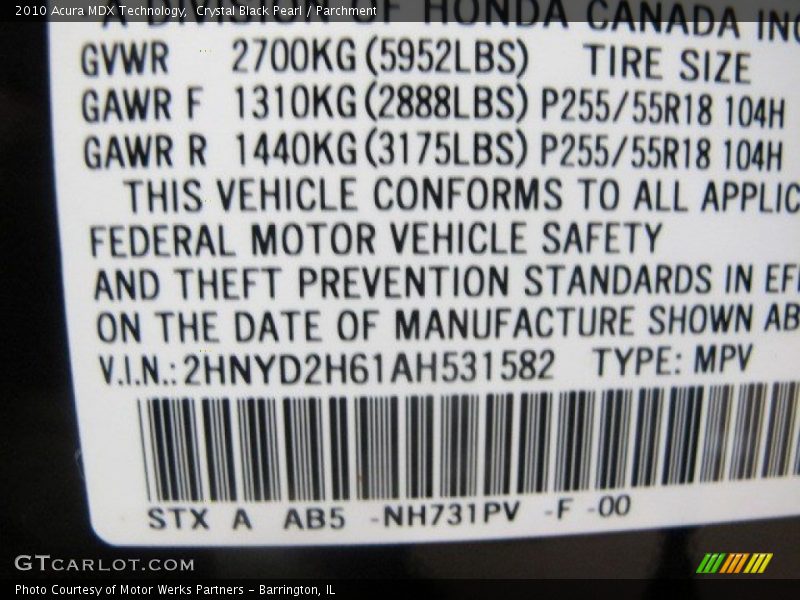 2010 Acura MDX Technology, Crystal Black Pearl / Parchment
A DIVISION OF HONDA CANADA INC
GVWR 2700KG (5952LBS) TIRE SIZE
GAWR F 1310KG (2888LBS) P255/55R18 104H
GAWR R 1440KG (3175LBS) P255/55R18 104H
THIS VEHICLE CONFORMS TO ALL APPLIC
FEDERAL MOTOR VEHICLE SAFETY
AND THEFT PREVENTION STANDARDS IN EFF
ON THE DATE OF MANUFACTURE SHOWN AB
V.I.N.: 2HNYD2H61AH531582 TYPE: MPV
STX A AB5 -NH731PV -F -00
GTCARLOT.COM
Photo Courtesy of Motor Werks Partners - Barrington, IL